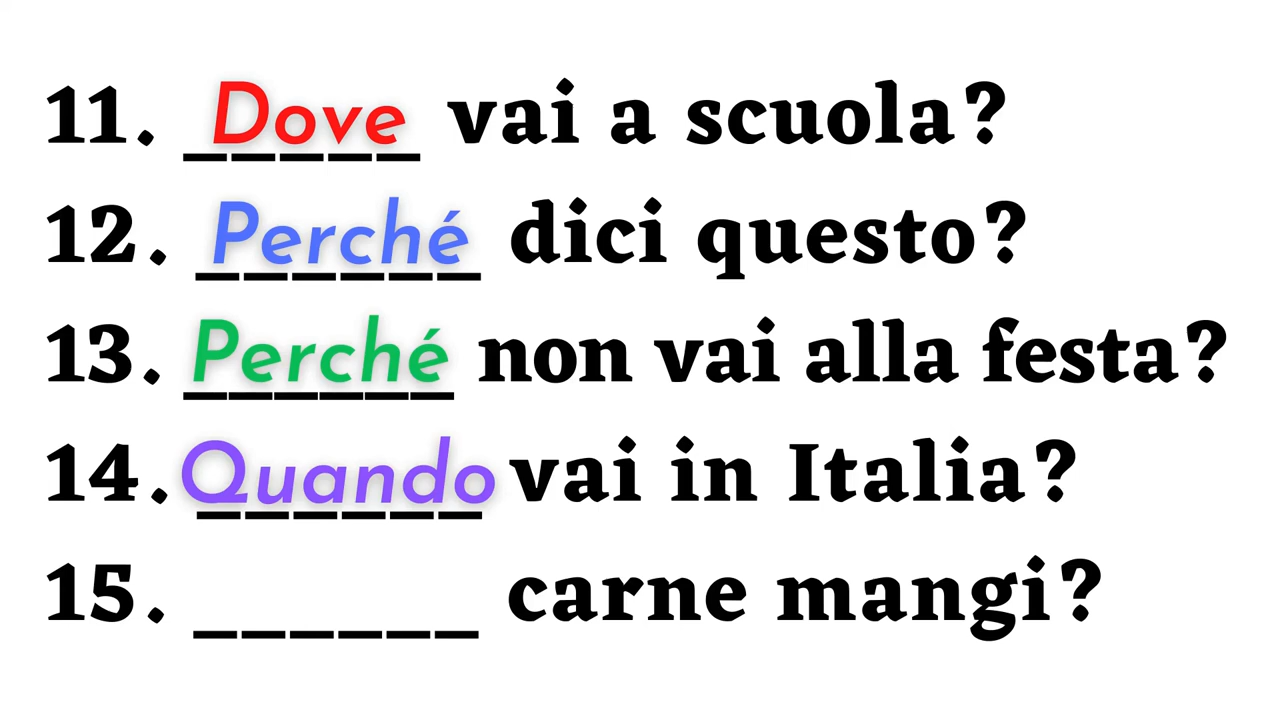 11. Dove vai a scuola?
12. Perché dici questo?
13. Perché non vai alla festa?
14. Quando vai in Italia?
15. ______ carne mangi?